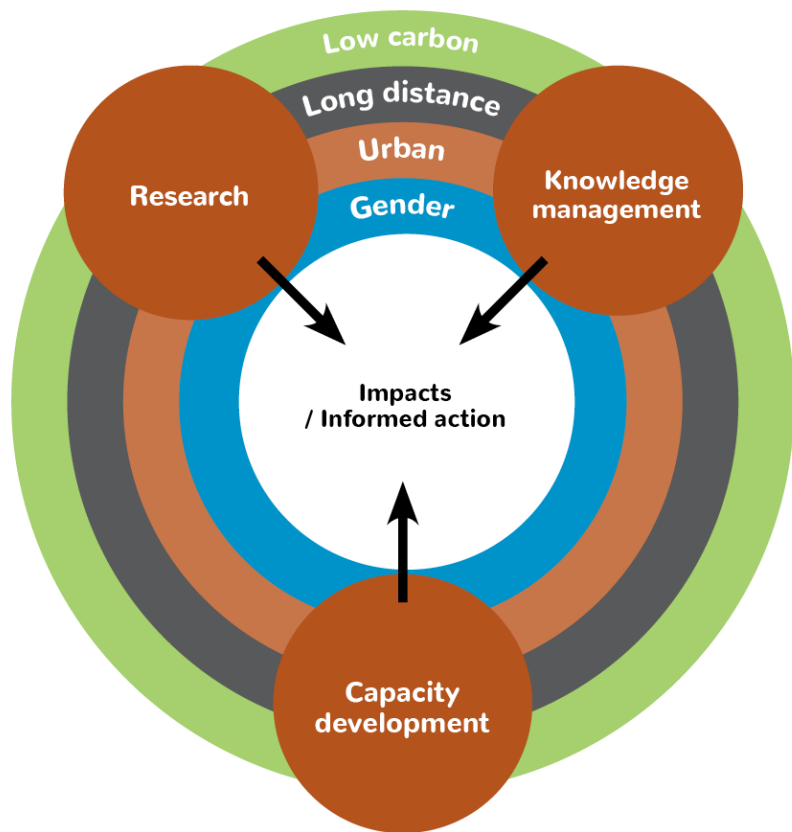 Low carbon
Long distance
Urban
Gender
Research
Knowledge
management
Impacts
/ Informed action
Capacity
development